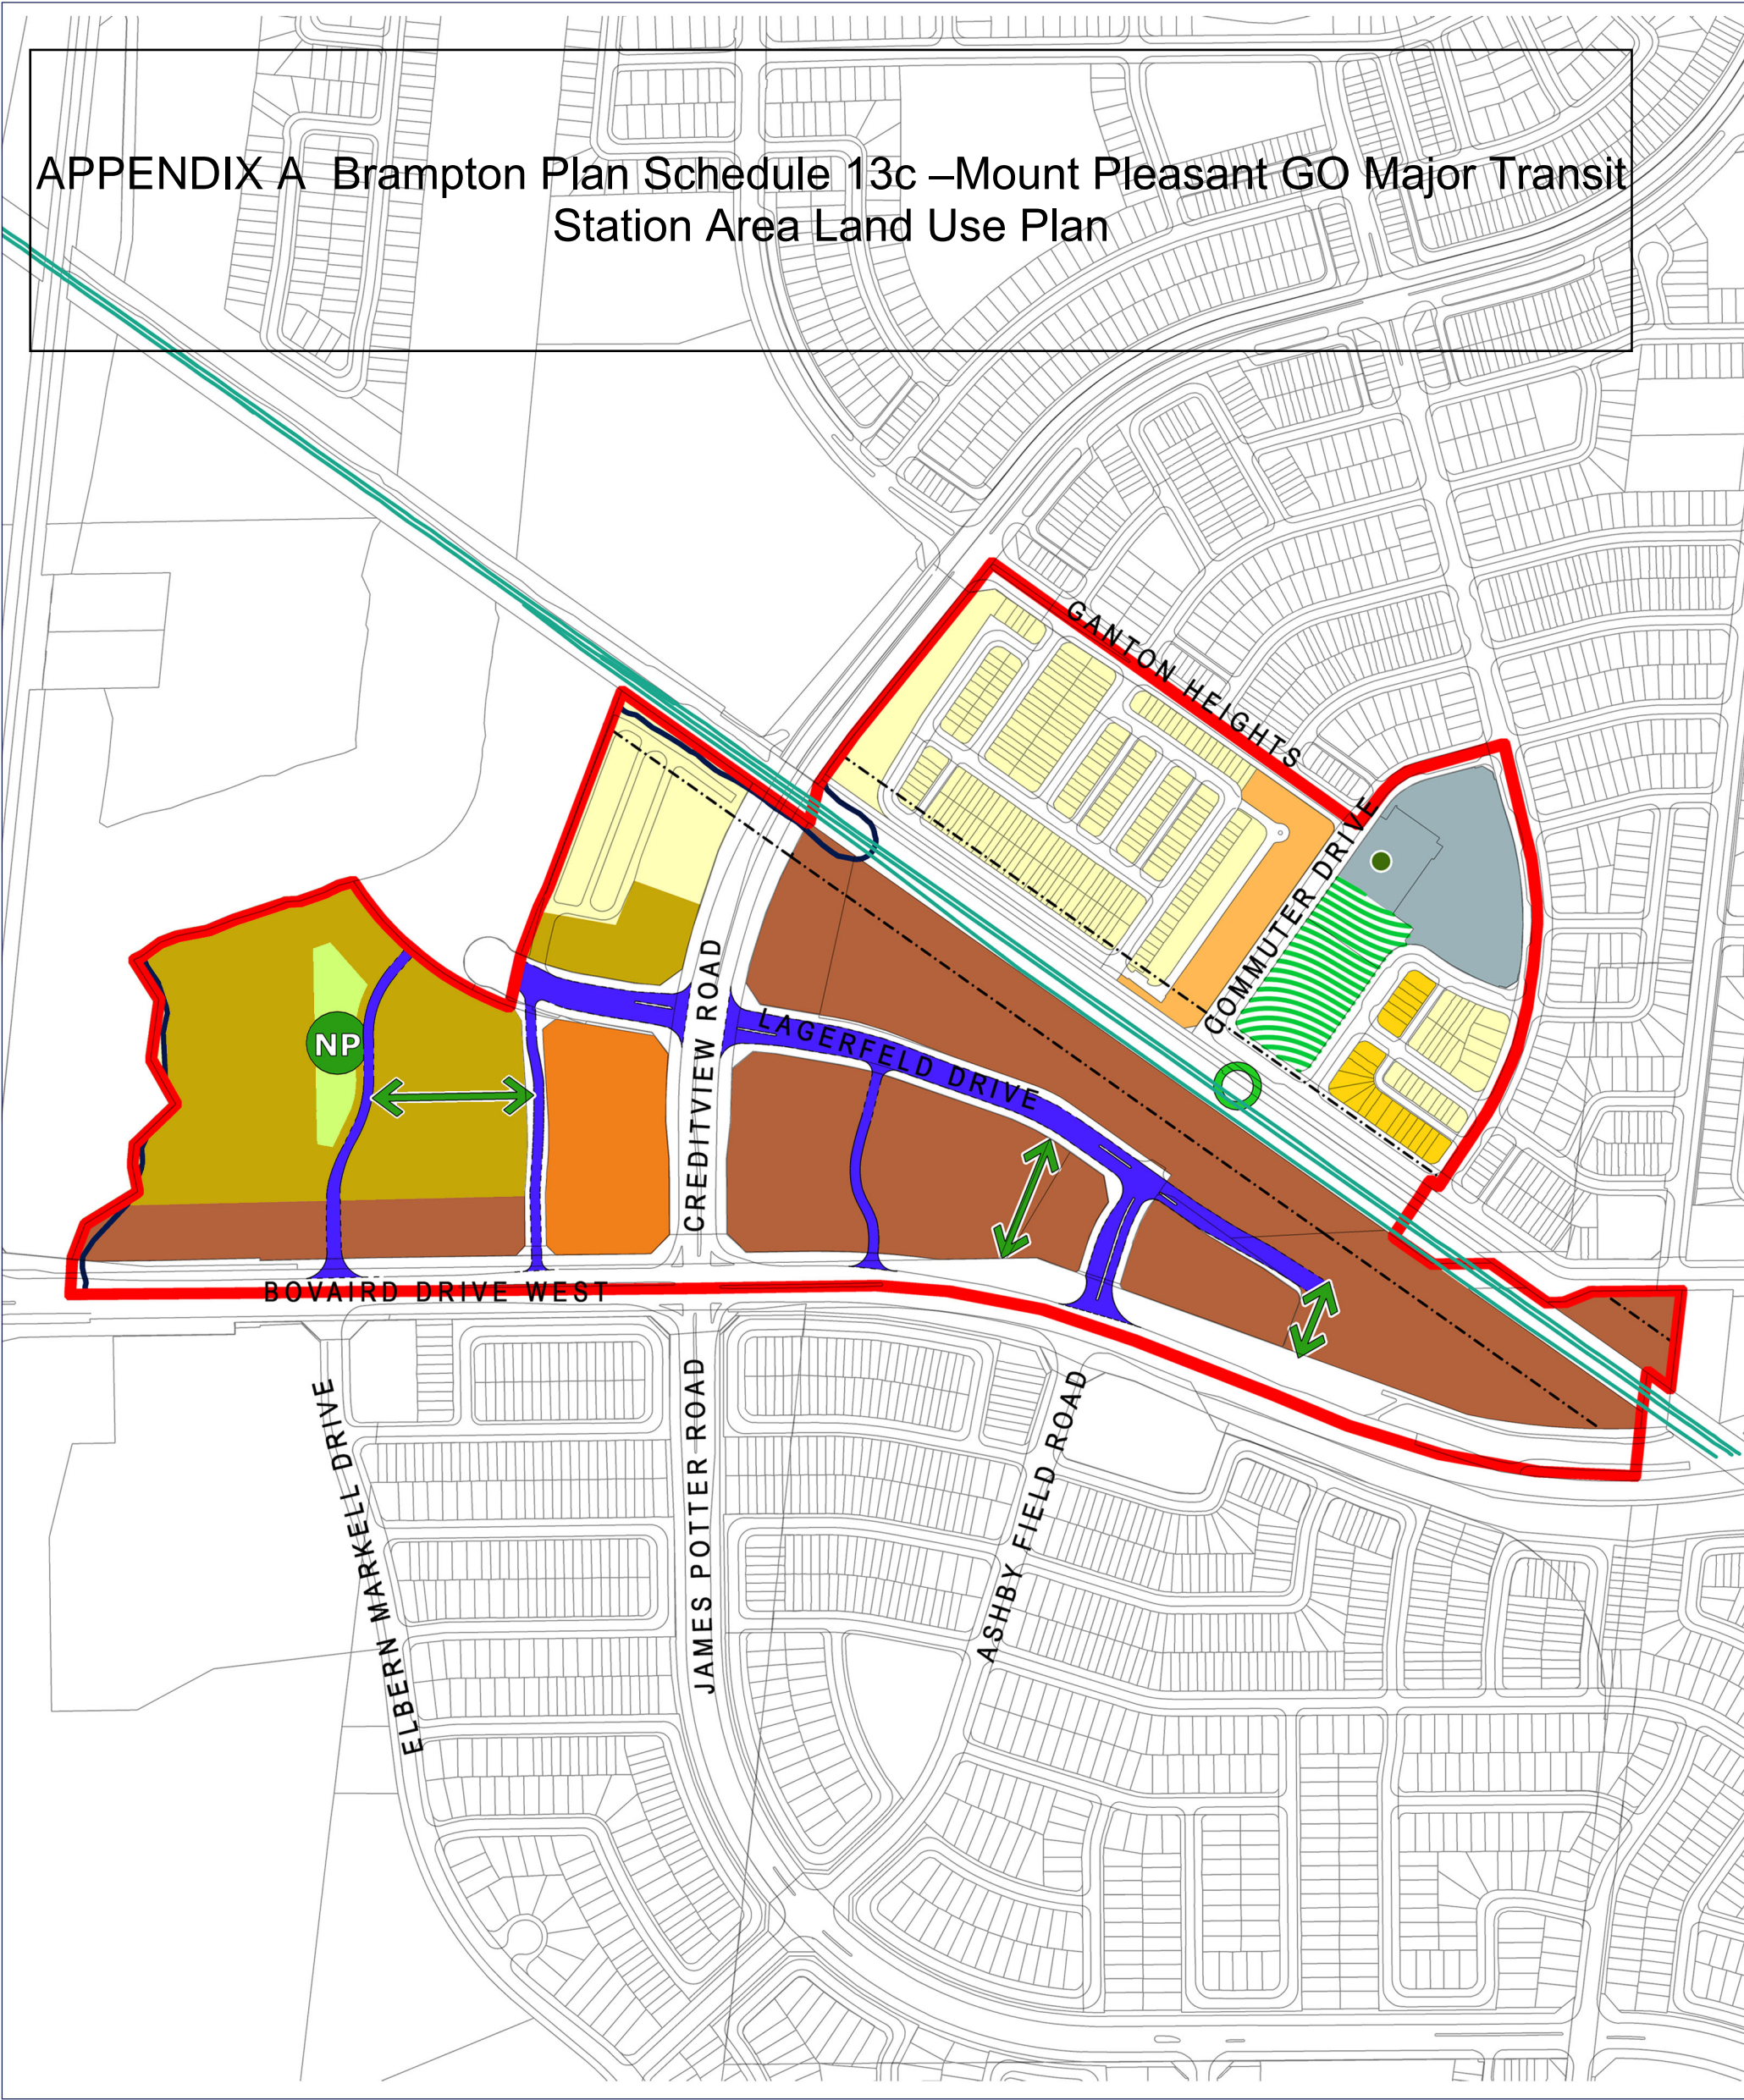 APPENDIX A  Brampton Plan Schedule 13c –Mount Pleasant GO Major Transit
Station Area Land Use Plan
GANTON HEIGHTS
COMMUTER DRIVE
CREDITVIEW ROAD
LAGERFELD DRIVE
NP
BOVAIRD DRIVE WEST
ELBERN MARKELL DRIVE
JAMES POTTER ROAD
ASHBY FIELD ROAD